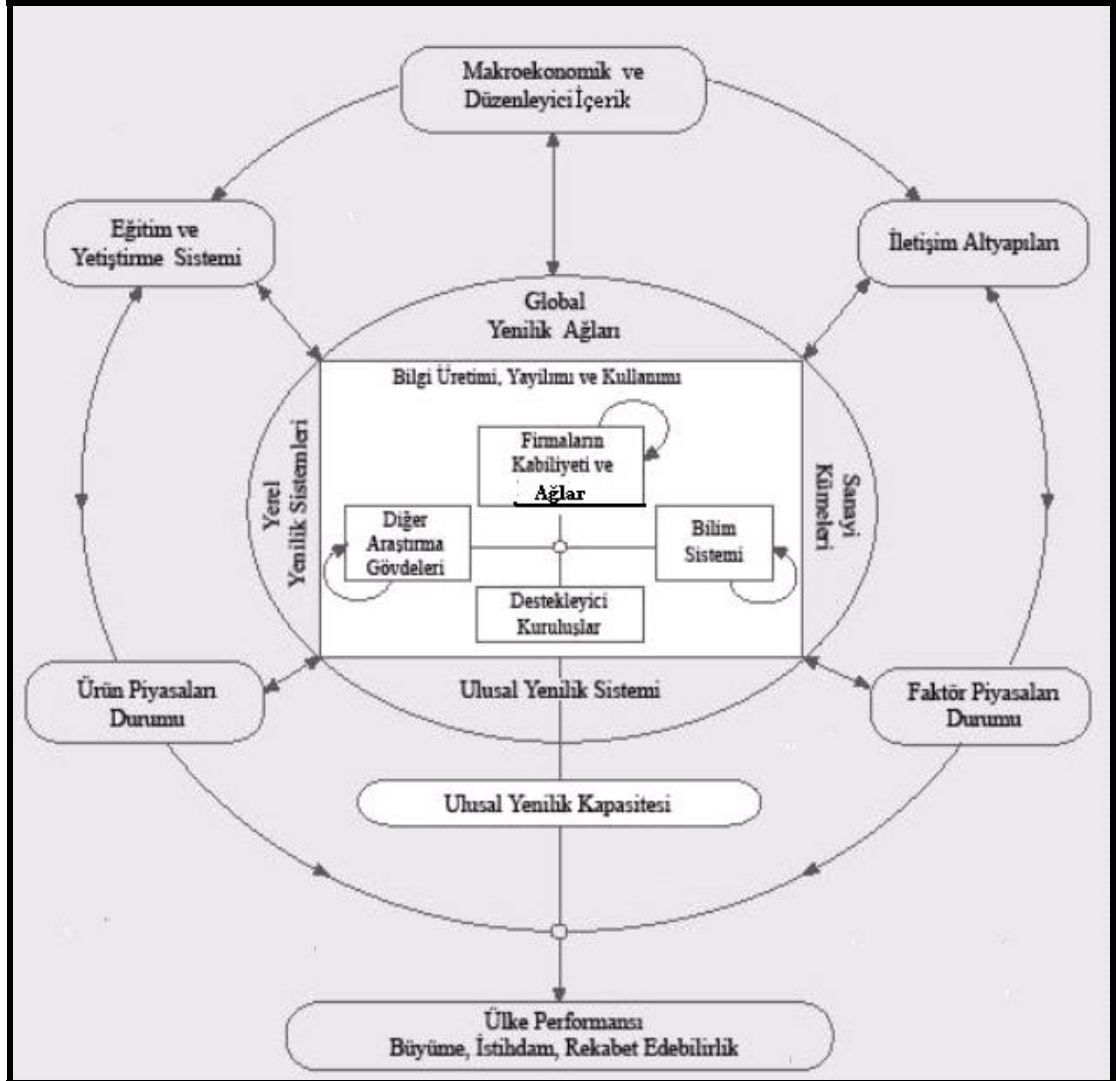 Makroekonomik ve
Düzenleyici İçerik
Eğitim ve
Yetiştirme Sistemi
İletişim Altyapıları
Global
Yenilik Ağları
Bilgi Üretimi, Yayilımı ve Kullanımı
Firmaların
Kabiliyeti ve
Ağlar
Yerel
Yenilik Sistemleri
Sanayi
Kümeleri
Diğer
Araştırma
Gövdeleri
Bilim
Sistemi
Destekleyici
Kuruluşlar
Ürün Piyasaları
Durumu
Ulusal Yenilik Sistemi
Faktör Piyasaları
Durumu
Ulusal Yenilik Kapasitesi
Ülke Performansı
Büyüme, İstihdam, Rekabet Edebilirlik